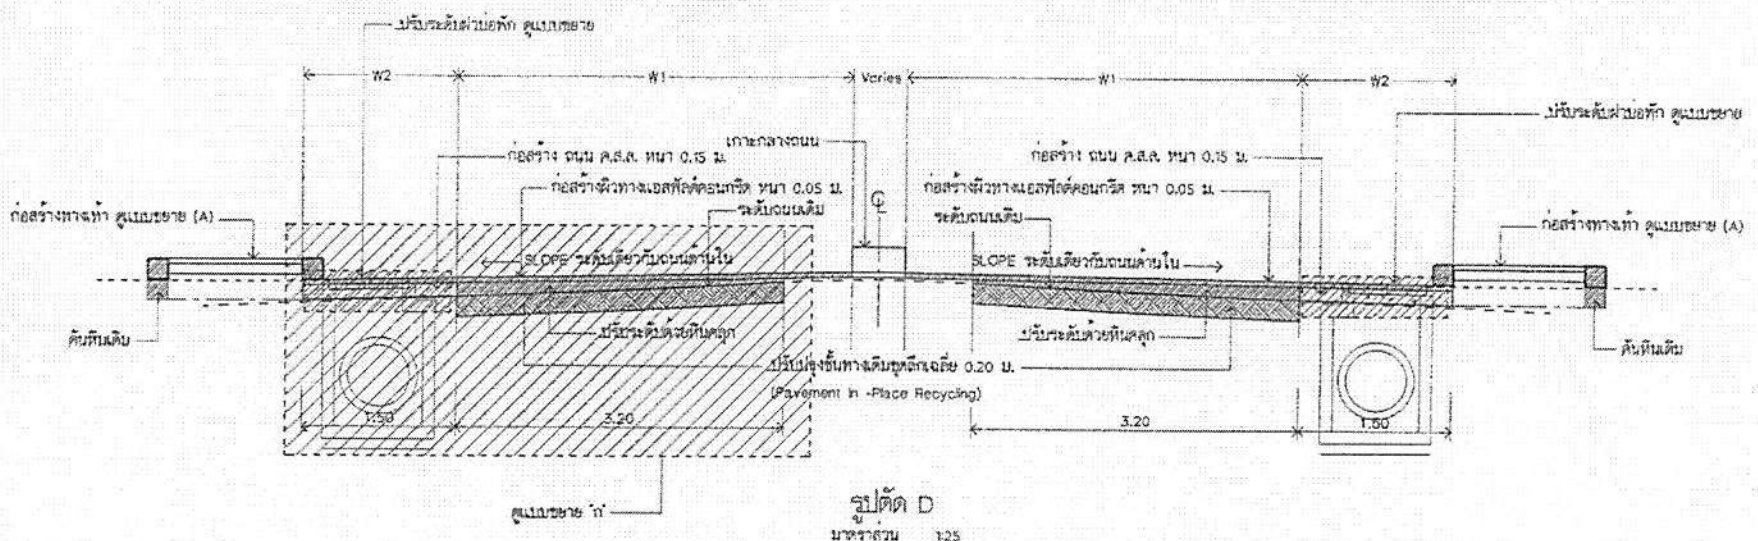 ปรับระดับฝาบ่อพัก ดูแบบขยาย
W2
W1
Varies
W1
W2
ปรับระดับฝาบ่อพัก ดูแบบขยาย
เกาะกลางถนน
ก่อสร้าง ถนน ค.ส.ล. หนา 0.15 ม.
ก่อสร้าง ถนน ค.ส.ล. หนา 0.15 ม.
ก่อสร้างผิวทางแอสฟัลต์คอนกรีต หนา 0.05 ม.
ก่อสร้างผิวทางแอสฟัลต์คอนกรีต หนา 0.05 ม.
ก่อสร้างทางเท้า ดูแบบขยาย (A)
ระดับถนนเดิม
℄
ระดับถนนเดิม
ก่อสร้างทางเท้า ดูแบบขยาย (A)
SLOPE ระดับเดียวกับถนนด้านใน
SLOPE ระดับเดียวกับถนนด้านใน
คันหินเดิม
ปรับระดับด้วยหินคลุก
ปรับระดับด้วยหินคลุก
คันหินเดิม
ปรับปรุงชั้นทางเดิมขุดลึกเฉลี่ย 0.20 ม.
(Pavement In -Place Recycling)
1.50
3.20
3.20
1.50
ดูแบบขยาย "ก"
รูปตัด D
มาตราส่วน 1:25